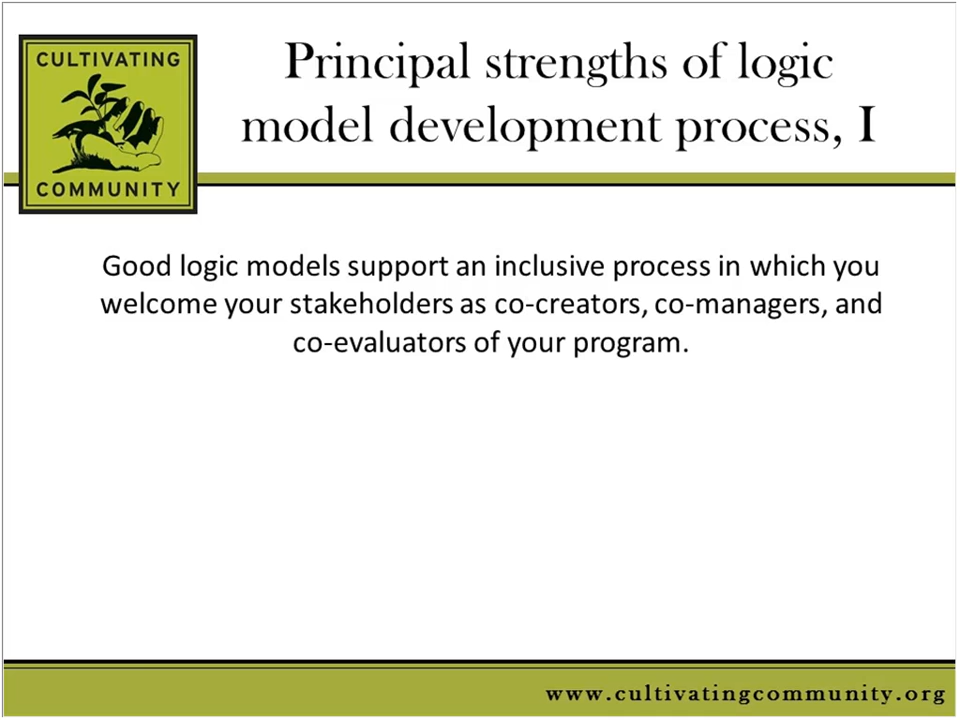 CULTIVATING
COMMUNITY
Principal strengths of logic
model development process, I
Good logic models support an inclusive process in which you
welcome your stakeholders as co-creators, co-managers, and
co-evaluators of your program.
www.cultivatingcommunity.org